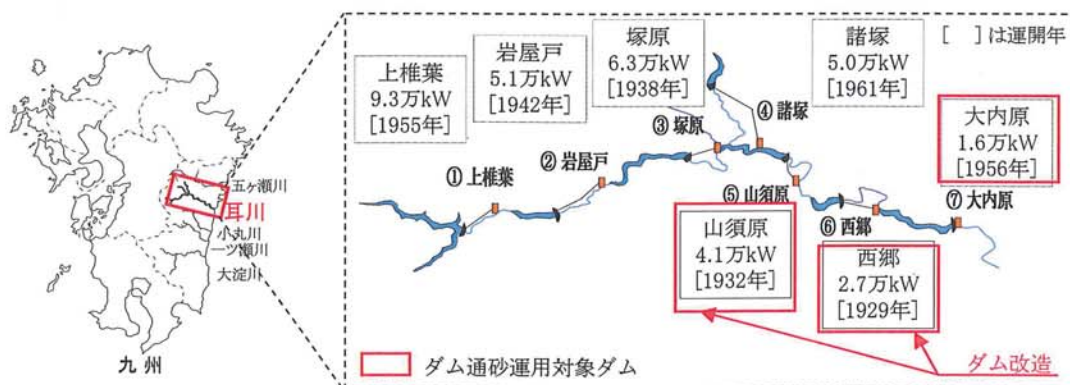 五ヶ瀬川
耳川
小丸川
一ツ瀬川
大淀川
九州
[ ]は運開年
上椎葉
9.3万kW
[1955年]
岩屋戸
5.1万kW
[1942年]
塚原
6.3万kW
[1938年]
諸塚
5.0万kW
[1961年]
大内原
1.6万kW
[1956年]
① 上椎葉
② 岩屋戸
③ 塚原
④ 諸塚
⑤ 山須原
⑥ 西郷
⑦ 大内原
山須原
4.1万kW
[1932年]
西郷
2.7万kW
[1929年]
ダム通砂運用対象ダム
ダム改造